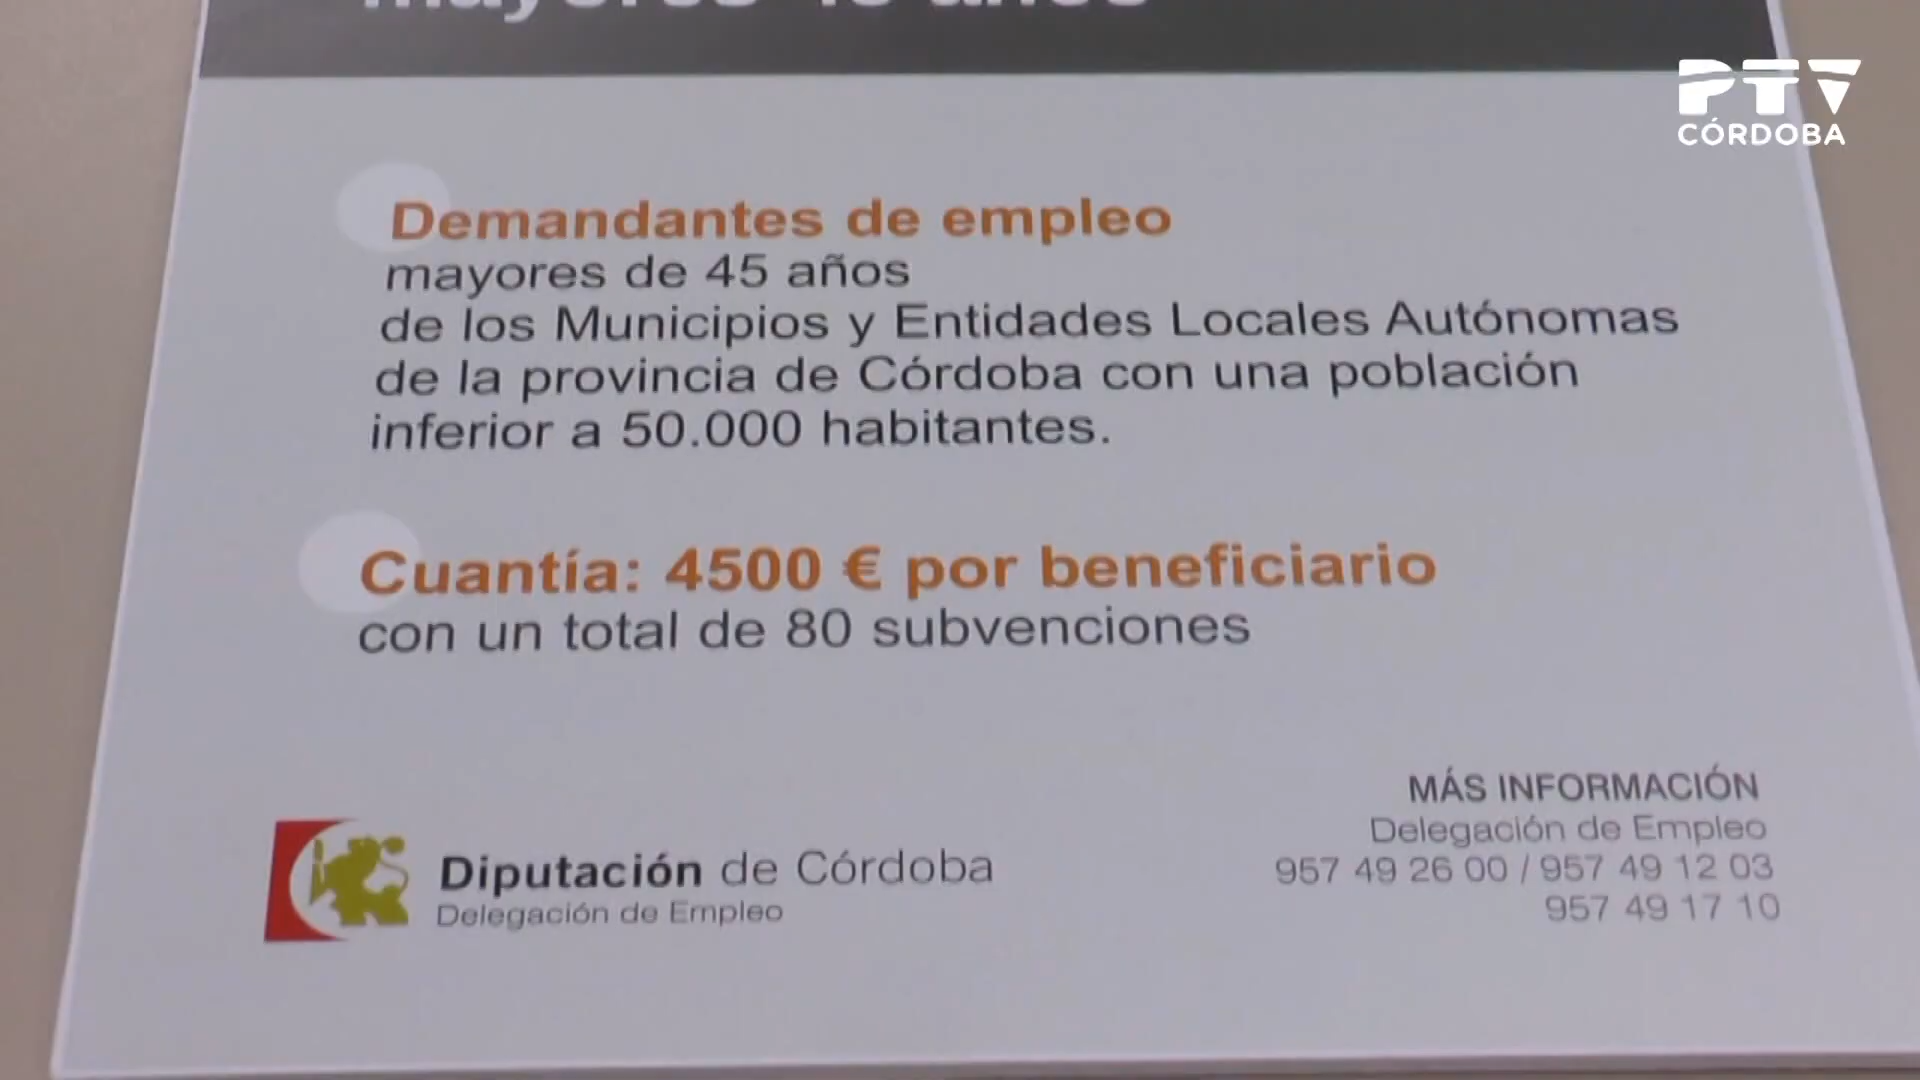 mayores 45 años
PTV
CÓRDOBA
Demandantes de empleo
mayores de 45 años
de los Municipios y Entidades Locales Autónomas
de la provincia de Córdoba con una población
inferior a 50.000 habitantes.
Cuantía: 4500 € por beneficiario
con un total de 80 subvenciones
Diputación de Córdoba
Delegación de Empleo
MÁS INFORMACIÓN
Delegación de Empleo
957 49 26 00 / 957 49 12 03
957 49 17 10